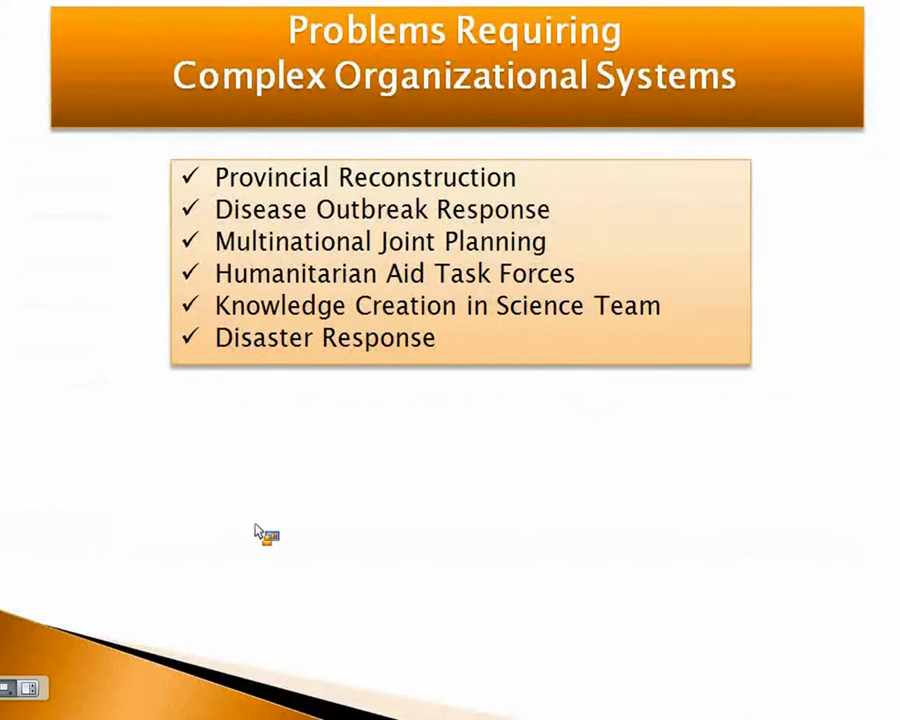 Problems Requiring
Complex Organizational Systems
✓ Provincial Reconstruction
✓ Disease Outbreak Response
✓ Multinational Joint Planning
✓ Humanitarian Aid Task Forces
✓ Knowledge Creation in Science Team
✓ Disaster Response